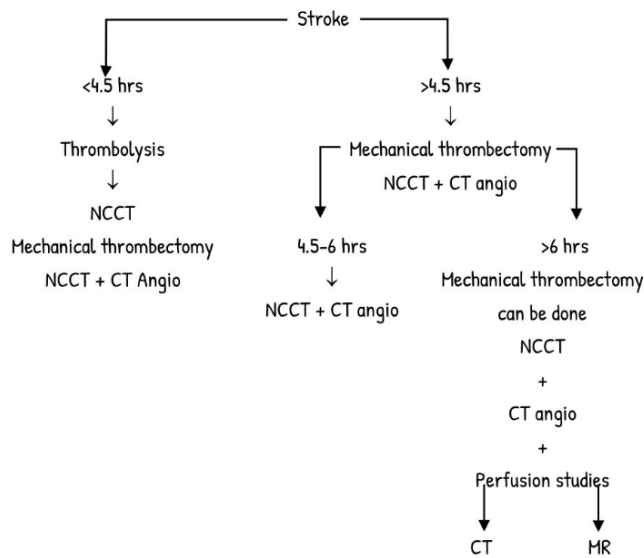 Stroke
<4.5 hrs
Thrombolysis
NCCT
Mechanical thrombectomy
NCCT + CT Angio
>4.5 hrs
Mechanical thrombectomy
NCCT + CT angio
4.5-6 hrs
NCCT + CT angio
>6 hrs
Mechanical thrombectomy
can be done
NCCT
+
CT angio
+
Perfusion studies
CT
MR